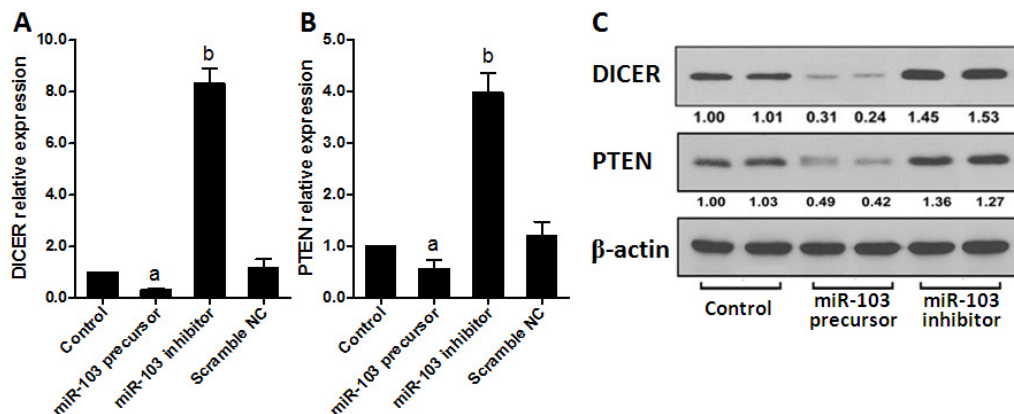 A
DICER relative expression
10.0
8.0
6.0
4.0
2.0
0.0
a
b
Control
miR-103 precursor
miR-103 inhibitor
Scramble NC
B
PTEN relative expression
5.0
4.0
3.0
2.0
1.0
0.0
a
b
Control
miR-103 precursor
miR-103 inhibitor
Scramble NC
C
DICER
1.00 1.01 0.31 0.24 1.45 1.53
PTEN
1.00 1.03 0.49 0.42 1.36 1.27
β-actin
Control
miR-103
precursor
miR-103
inhibitor